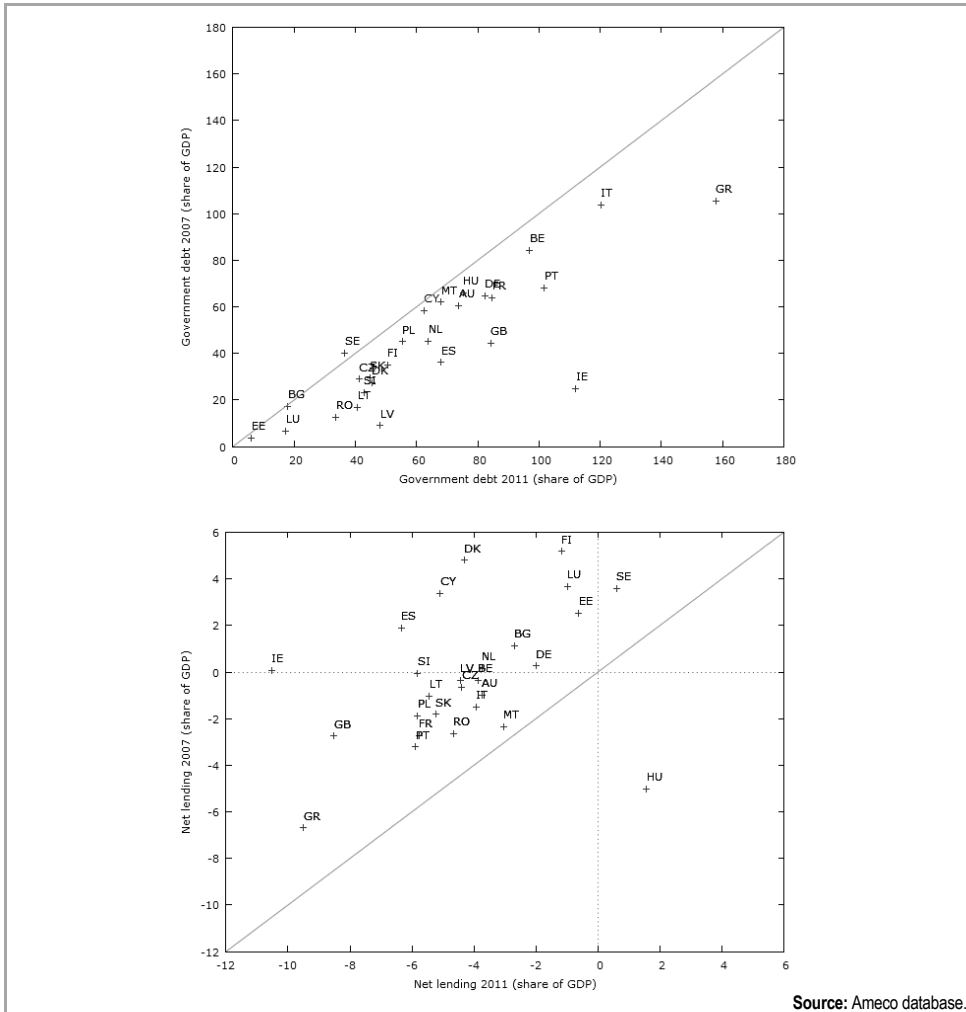 180
160
140
120
100
80
60
40
20
0
Government debt 2007 (share of GDP)
GR
IT
BE
PT
HU
DE
FR
MT
AU
CY
GB
PL
NL
SE
FI
ES
CZ
SK
DK
SI
IE
BG
RO
LT
LV
LU
EE
0 20 40 60 80 100 120 140 160 180
Government debt 2011 (share of GDP)
6
4
2
0
-2
-4
-6
-8
-10
-12
Net lending 2007 (share of GDP)
DK
FI
CY
LU
SE
EE
ES
BG
NL
DE
IE
SI
LV BE
CZ
LT
AU
IT
PL
SK
MT
GB
FR
RO
PT
HU
GR
-12 -10 -8 -6 -4 -2 0 2 4 6
Net lending 2011 (share of GDP)
Source: Ameco database.